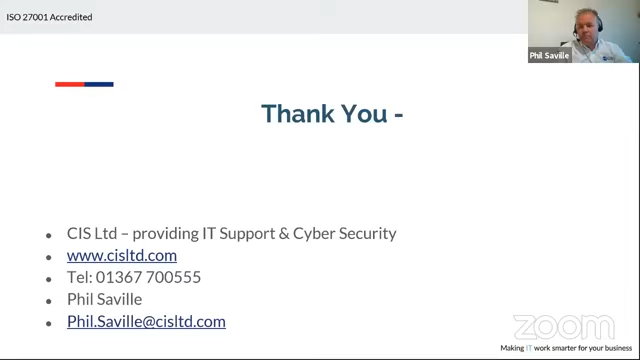 ISO 27001 Accredited
Phil Saville
Thank You -
CIS Ltd – providing IT Support & Cyber Security
www.cisltd.com
Tel: 01367 700555
Phil Saville
Phil.Saville@cisltd.com
zoom
Making IT work smarter for your business